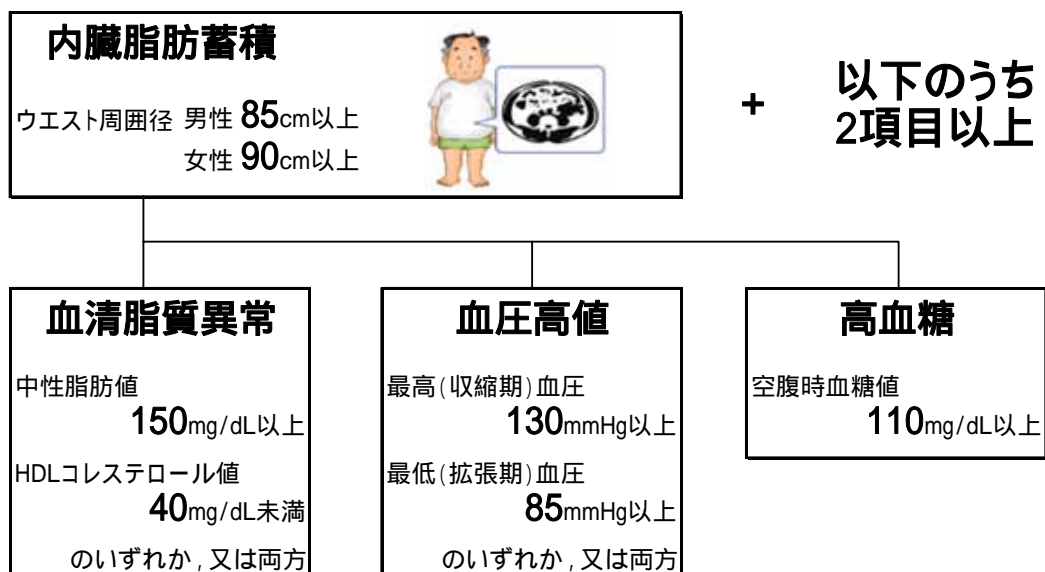 内臓脂肪蓄積
ウエスト周囲径 男性 85cm以上
女性 90cm以上
+
以下のうち
2項目以上
血清脂質異常
中性脂肪値
150mg/dL以上
HDLコレステロール値
40mg/dL未満
のいずれか,又は両方
血圧高値
最高(収縮期)血圧
130mmHg以上
最低(拡張期)血圧
85mmHg以上
のいずれか,又は両方
高血糖
空腹時血糖値
110mg/dL以上